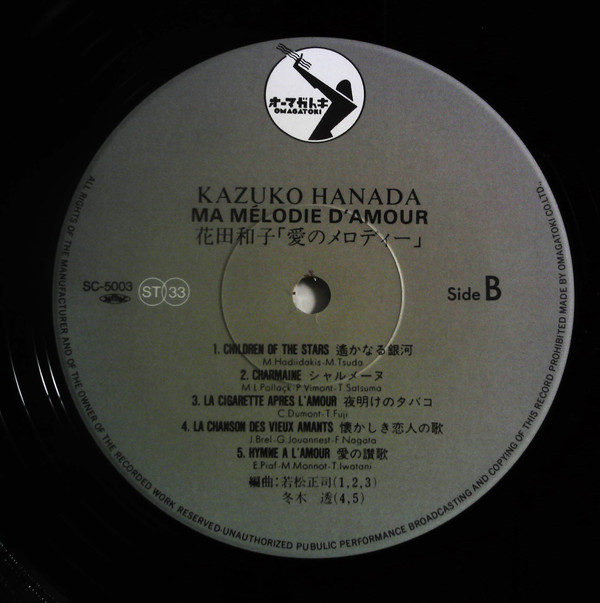 オーマガトキ
OMAGATOKI
KAZUKO HANADA
MA MÉLODIE D'AMOUR
花田和子「愛のメロディー」
SC-5003
ST 33
Side B
1. CHILDREN OF THE STARS 遙かなる銀河
M.Hadjidakis-M.Tsuda
2. CHARMAINE シャルメーヌ
M.L.Pollack-P.Vimont-T.Satsuma
3. LA CIGARETTE APRES L'AMOUR 夜明けのタバコ
C.Dumont-T.Fuji
4. LA CHANSON DES VIEUX AMANTS 懐かしき恋人の歌
J.Brel-G.Jouannest-F.Nagata
5. HYMNE A L'AMOUR 愛の讃歌
E.Piaf-M.Mannot-T.Iwatani
編曲:若松正司(1,2,3)
冬木 透(4,5)
ALL RIGHTS OF THE MANUFACTURER AND OF THE OWNER OF THE RECORDED WORK RESERVED-UNAUTHORIZED PUBULIC PERFORMANCE BROADCASTING AND COPYING OF THIS RECORD PROHIBITED MADE BY OMAGATOKI CO.LTD.,